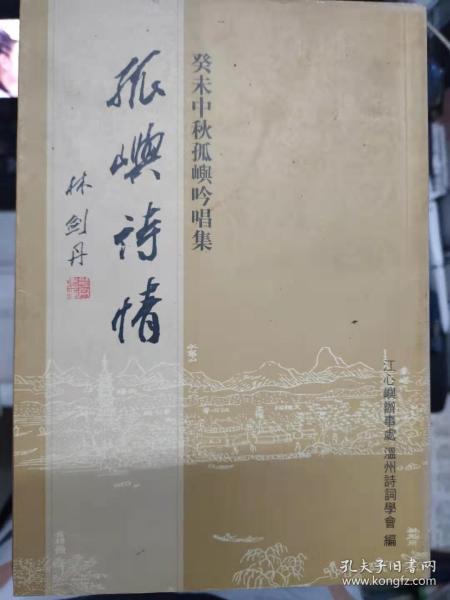 孤嶼詩情
林剑丹
癸未中秋孤嶼吟唱集
江心嶼辦事處 溫州詩詞學會 編
孔夫子旧书网